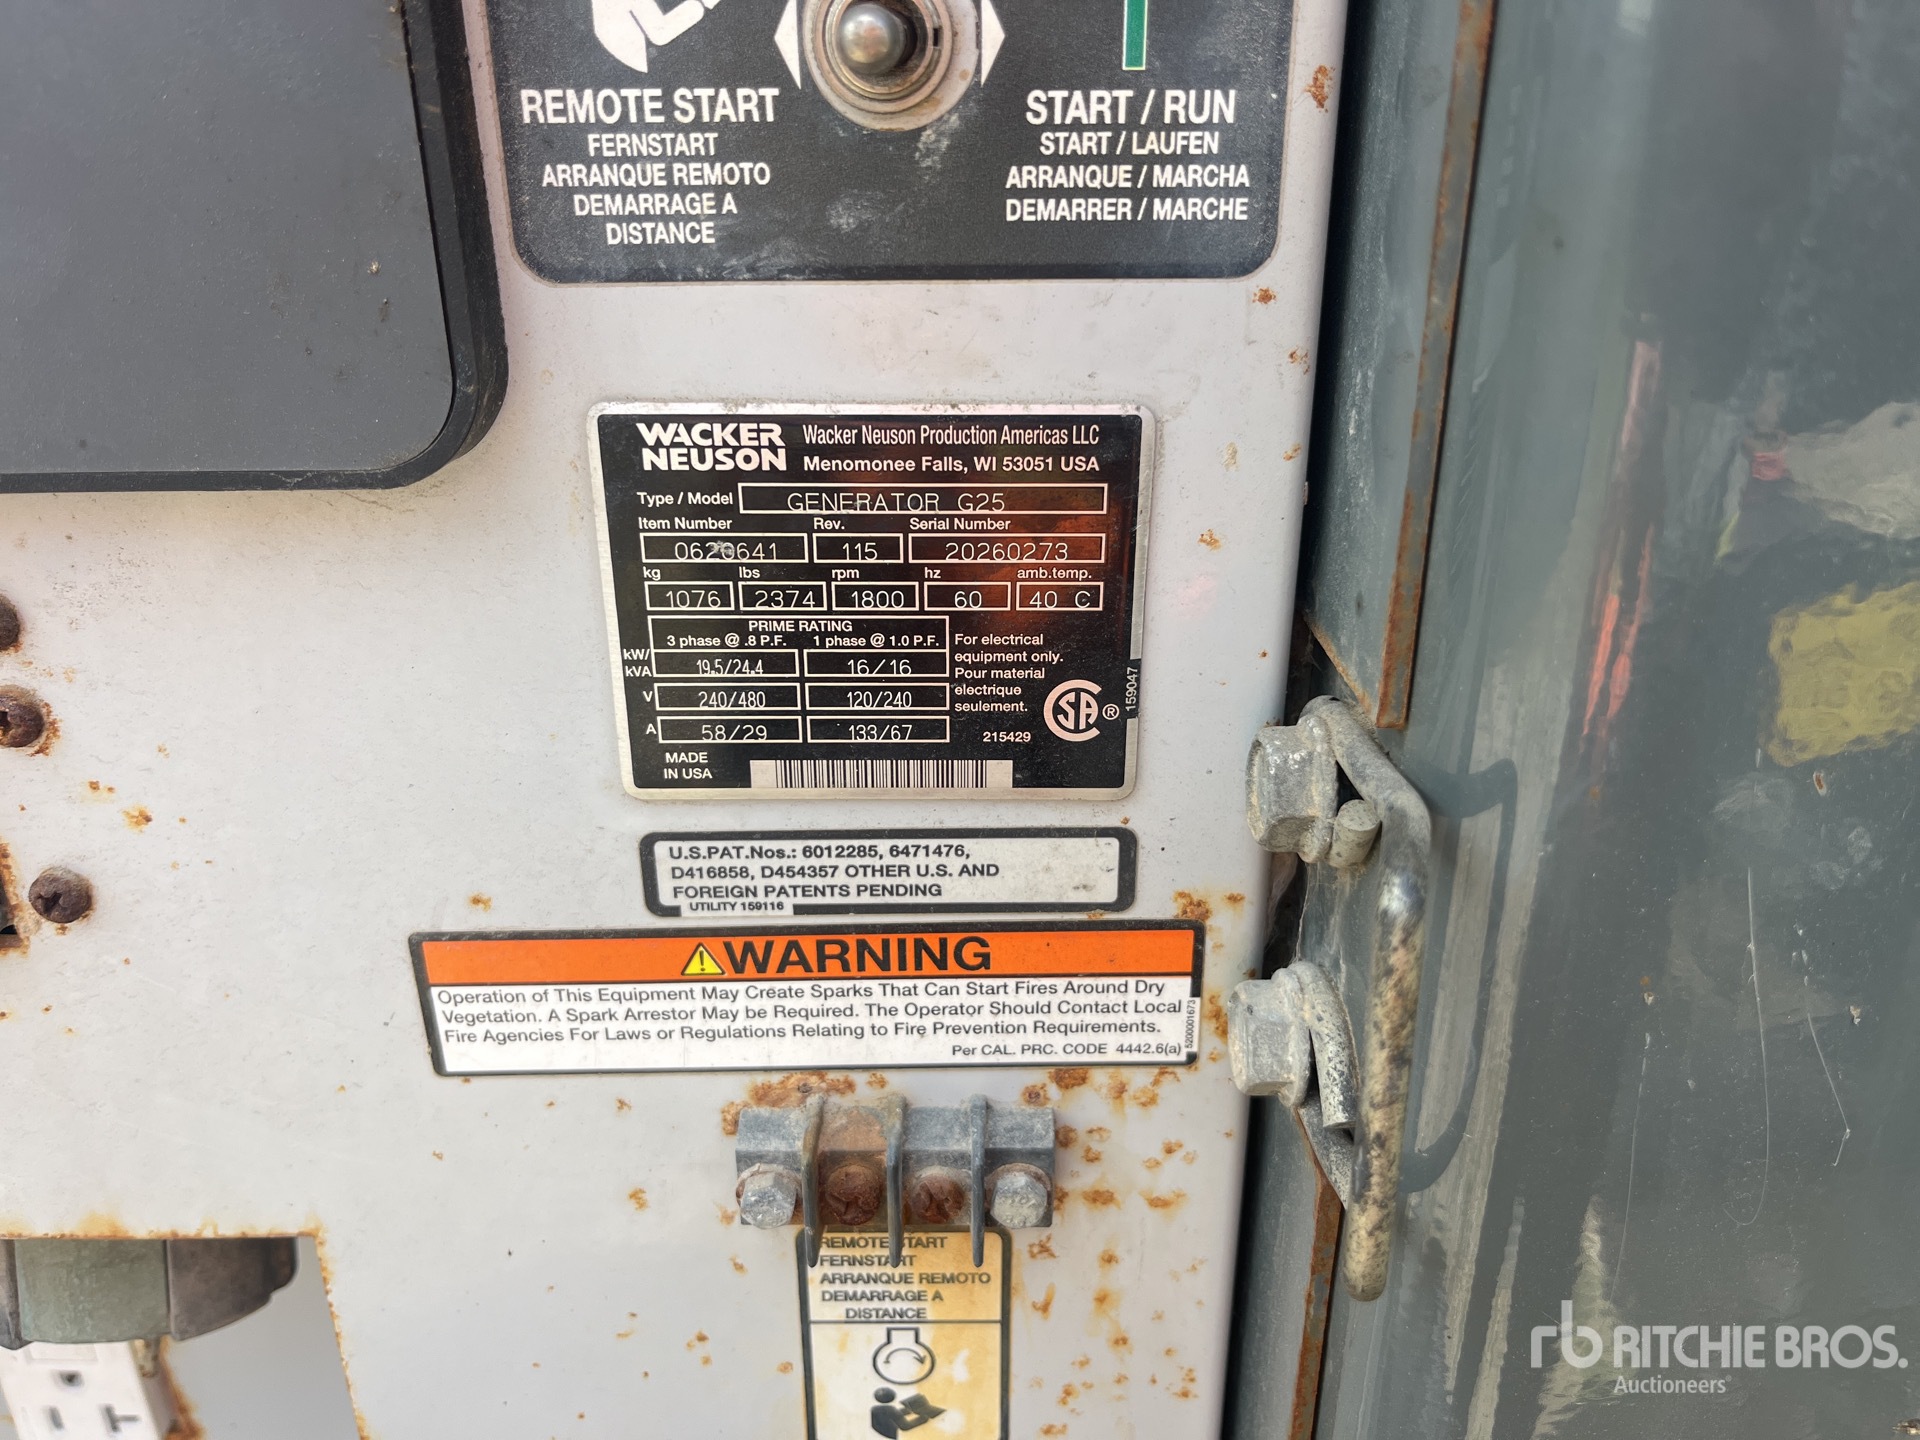 REMOTE START
FERNSTART
ARRANQUE REMOTO
DEMARRAGE A
DISTANCE
START / RUN
START / LAUFEN
ARRANQUE / MARCHA
DEMARRER / MARCHE
WACKER
NEUSON
Wacker Neuson Production Americas LLC
Menomonee Falls, WI 53051 USA
Type / Model GENERATOR G25
Item Number Rev. Serial Number
0620641 115 20260273
kg lbs rpm hz amb.temp.
1076 2374 1800 60 40 C
PRIME RATING
3 phase @ .8 P.F. 1 phase @ 1.0 P.F.
kW/
kVA 19.5/24.4 16/16
V 240/480 120/240
A 58/29 133/67
For electrical
equipment only.
Pour material
electrique
seulement.
215429
SA ®
159047
MADE
IN USA
U.S.PAT.Nos.: 6012285, 6471476,
D416858, D454357 OTHER U.S. AND
FOREIGN PATENTS PENDING
UTILITY 159116
WARNING
Operation of This Equipment May Create Sparks That Can Start Fires Around Dry
Vegetation. A Spark Arrestor May be Required. The Operator Should Contact Local
Fire Agencies For Laws or Regulations Relating to Fire Prevention Requirements.
Per CAL. PRC. CODE 4442.6(a)
5200001673
REMOTE START
FERNSTART
ARRANQUE REMOTO
DEMARRAGE A
DISTANCE
rb RITCHIE BROS.
Auctioneers